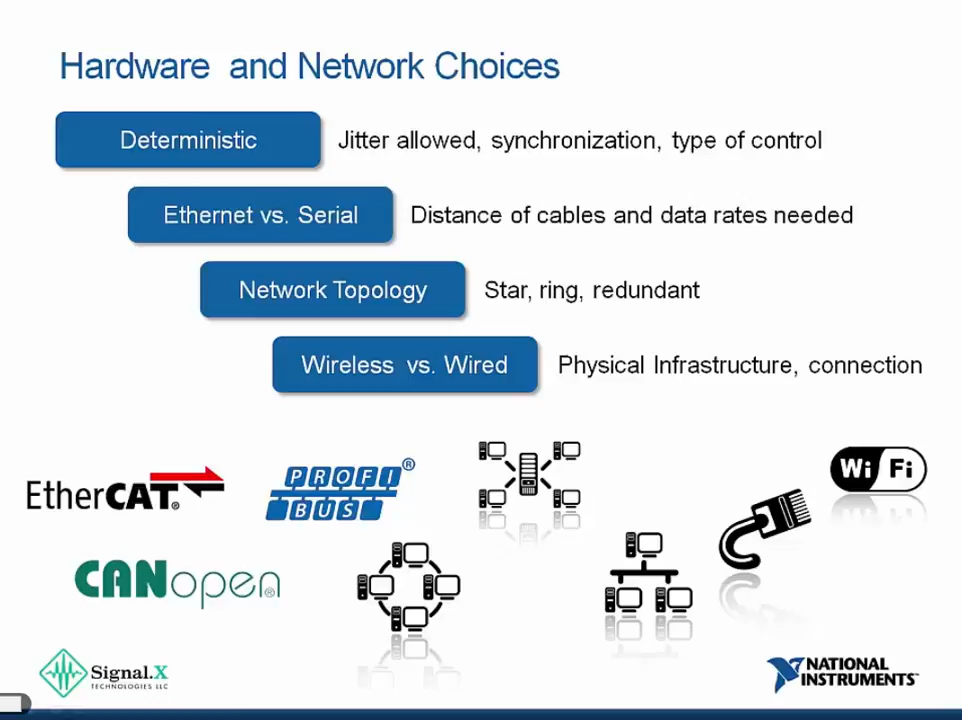 Hardware and Network Choices
Deterministic Jitter allowed, synchronization, type of control
Ethernet vs. Serial Distance of cables and data rates needed
Network Topology Star, ring, redundant
Wireless vs. Wired Physical Infrastructure, connection
EtherCAT®
PROFI®
BUS
Wi Fi
CANopen®
Signal.X
TECHNOLOGIES LLC
NATIONAL
INSTRUMENTS™